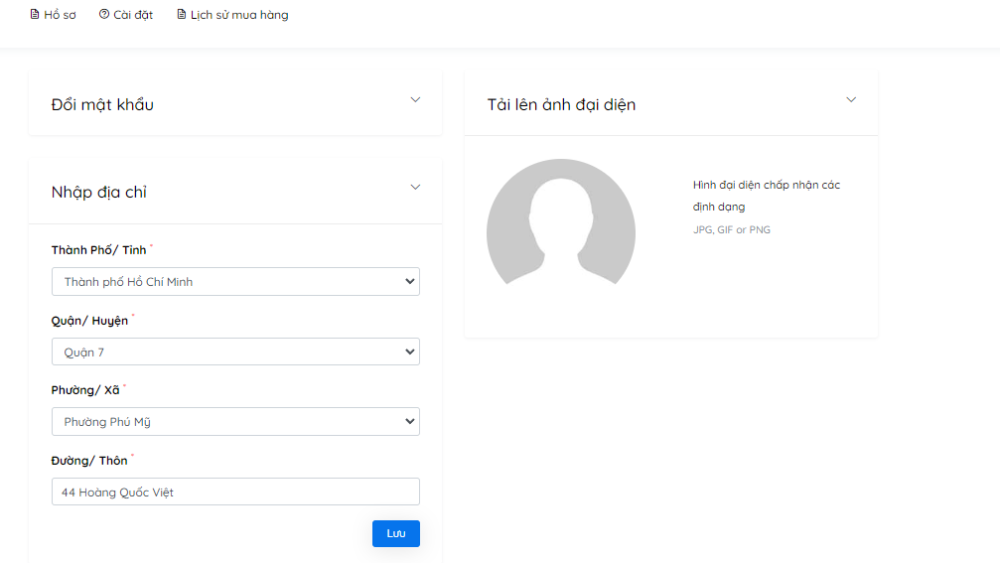 Hồ sơ Cài đặt Lịch sử mua hàng
Đổi mật khẩu
Nhập địa chỉ
Thành Phố/ Tỉnh *
Thành phố Hồ Chí Minh
Quận/ Huyện *
Quận 7
Phường/ Xã *
Phường Phú Mỹ
Đường/ Thôn *
44 Hoàng Quốc Việt
Lưu
Tải lên ảnh đại diện
Hình đại diện chấp nhận các
định dạng
JPG, GIF or PNG